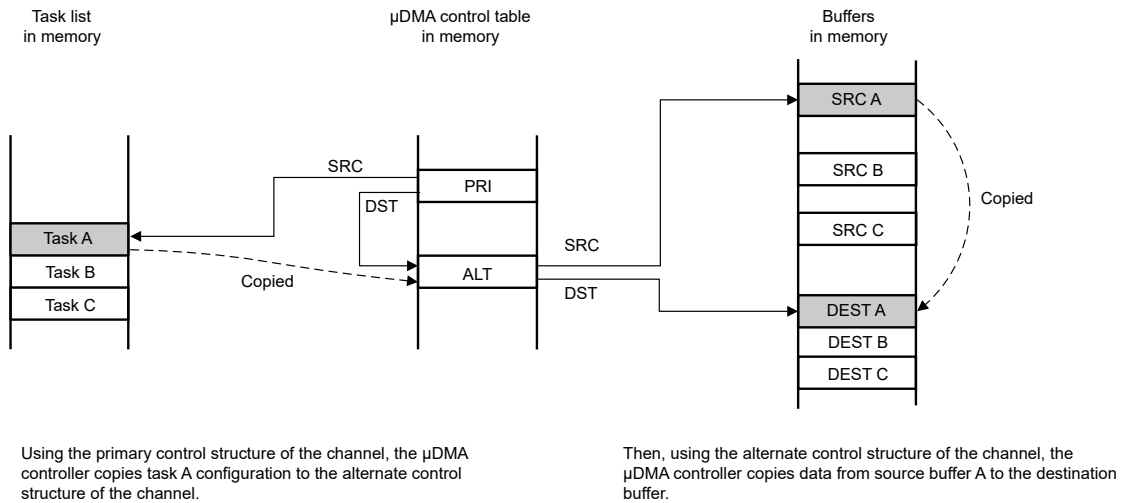 Task list
in memory
µDMA control table
in memory
Buffers
in memory
SRC A
SRC
PRI
DST
SRC B
Copied
SRC C
Task A
SRC
Task B
Copied
ALT
DST
Task C
DEST A
DEST B
DEST C
Using the primary control structure of the channel, the µDMA
controller copies task A configuration to the alternate control
structure of the channel.
Then, using the alternate control structure of the channel, the
µDMA controller copies data from source buffer A to the destination
buffer.